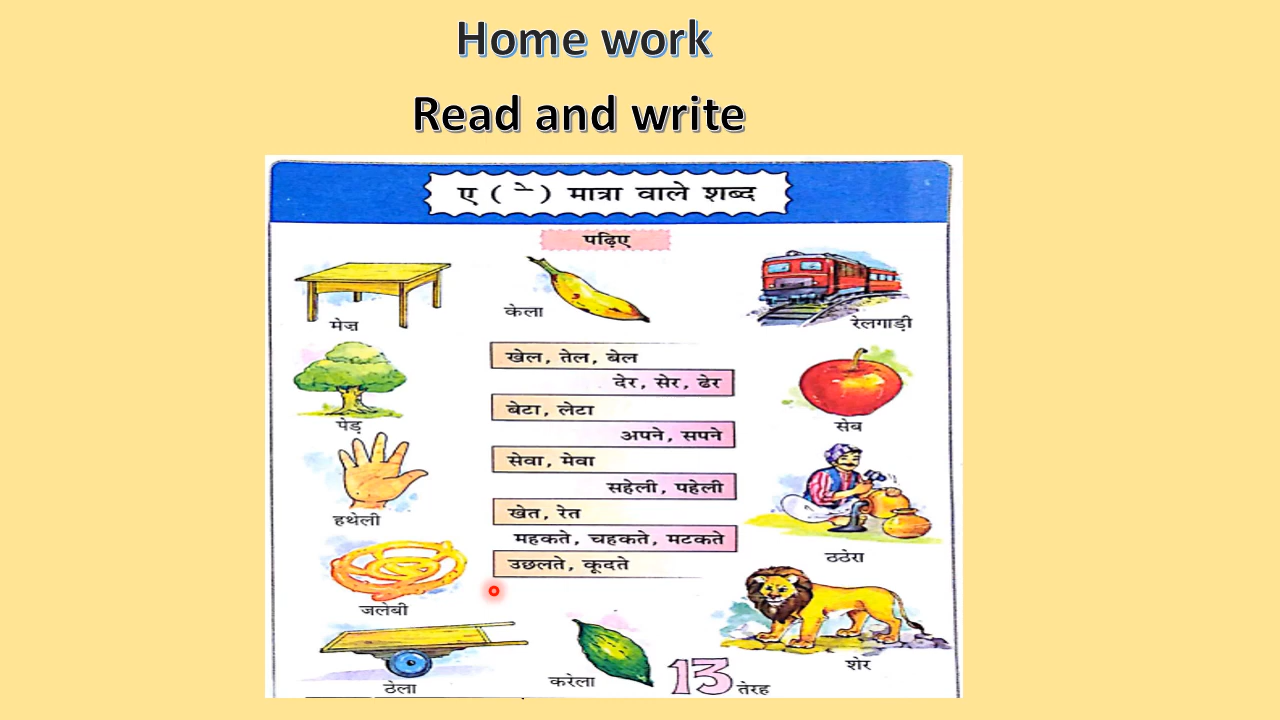 Home work
Read and write
ए ( े ) मात्रा वाले शब्द
पढ़िए
मेज़
केला
रेलगाड़ी
खेल, तेल, बेल
देर, सेर, ढेर
बेटा, लेटा
पेड़
सेब
अपने, सपने
सेवा, मेवा
सहेली, पहेली
खेत, रेत
हथेली
महकते, चहकते, मटकते
ठठेरा
उछलते, कूदते
जलेबी
शेर
ठेला
करेला
13 तेरह